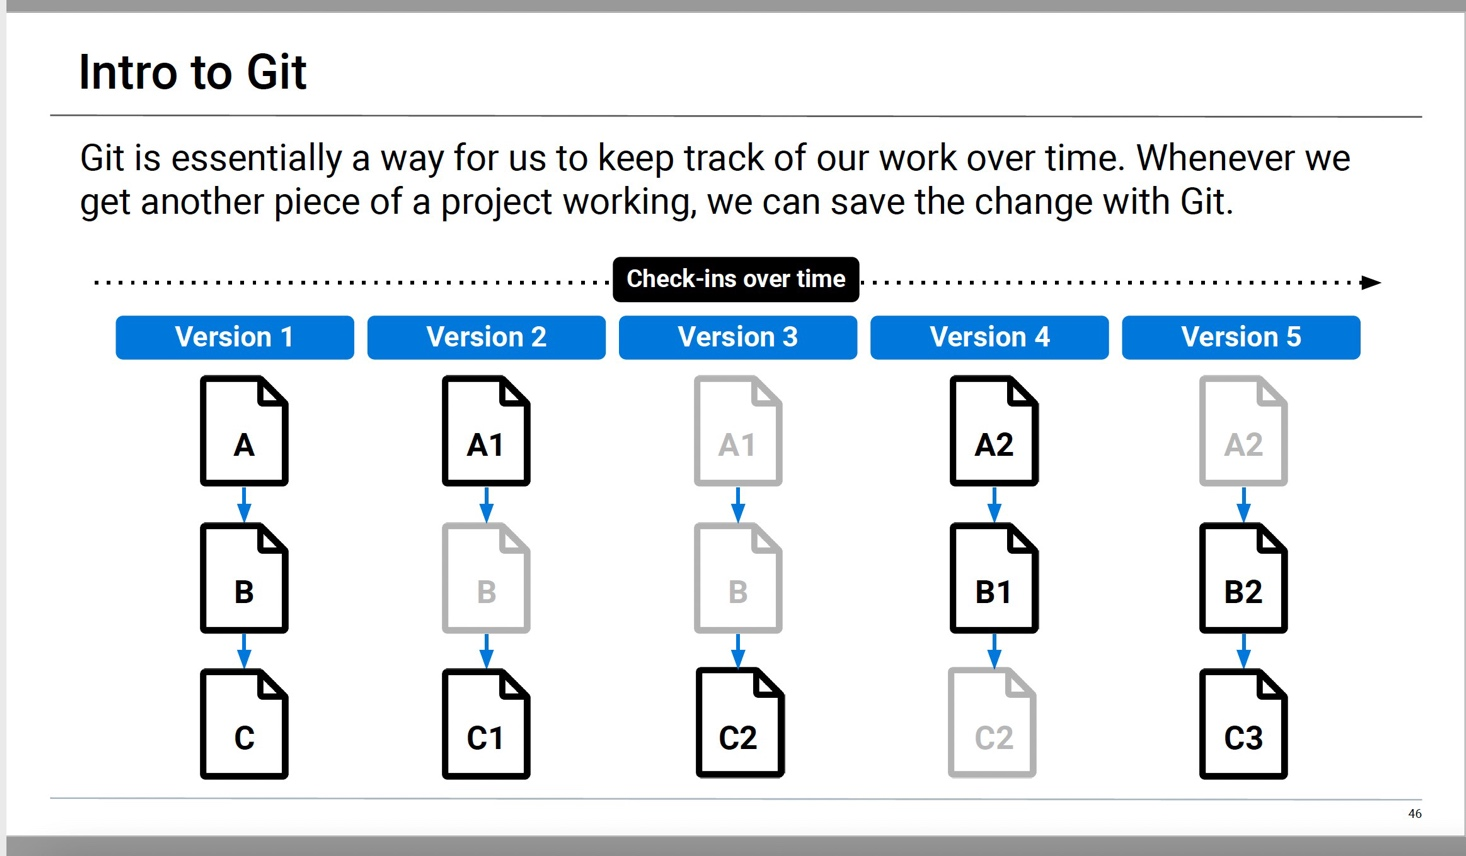 Intro to Git
Git is essentially a way for us to keep track of our work over time. Whenever we
get another piece of a project working, we can save the change with Git.
Check-ins over time
Version 1 Version 2 Version 3 Version 4 Version 5
A A1 A1 A2 A2
B B B B1 B2
C C1 C2 C2 C3
46